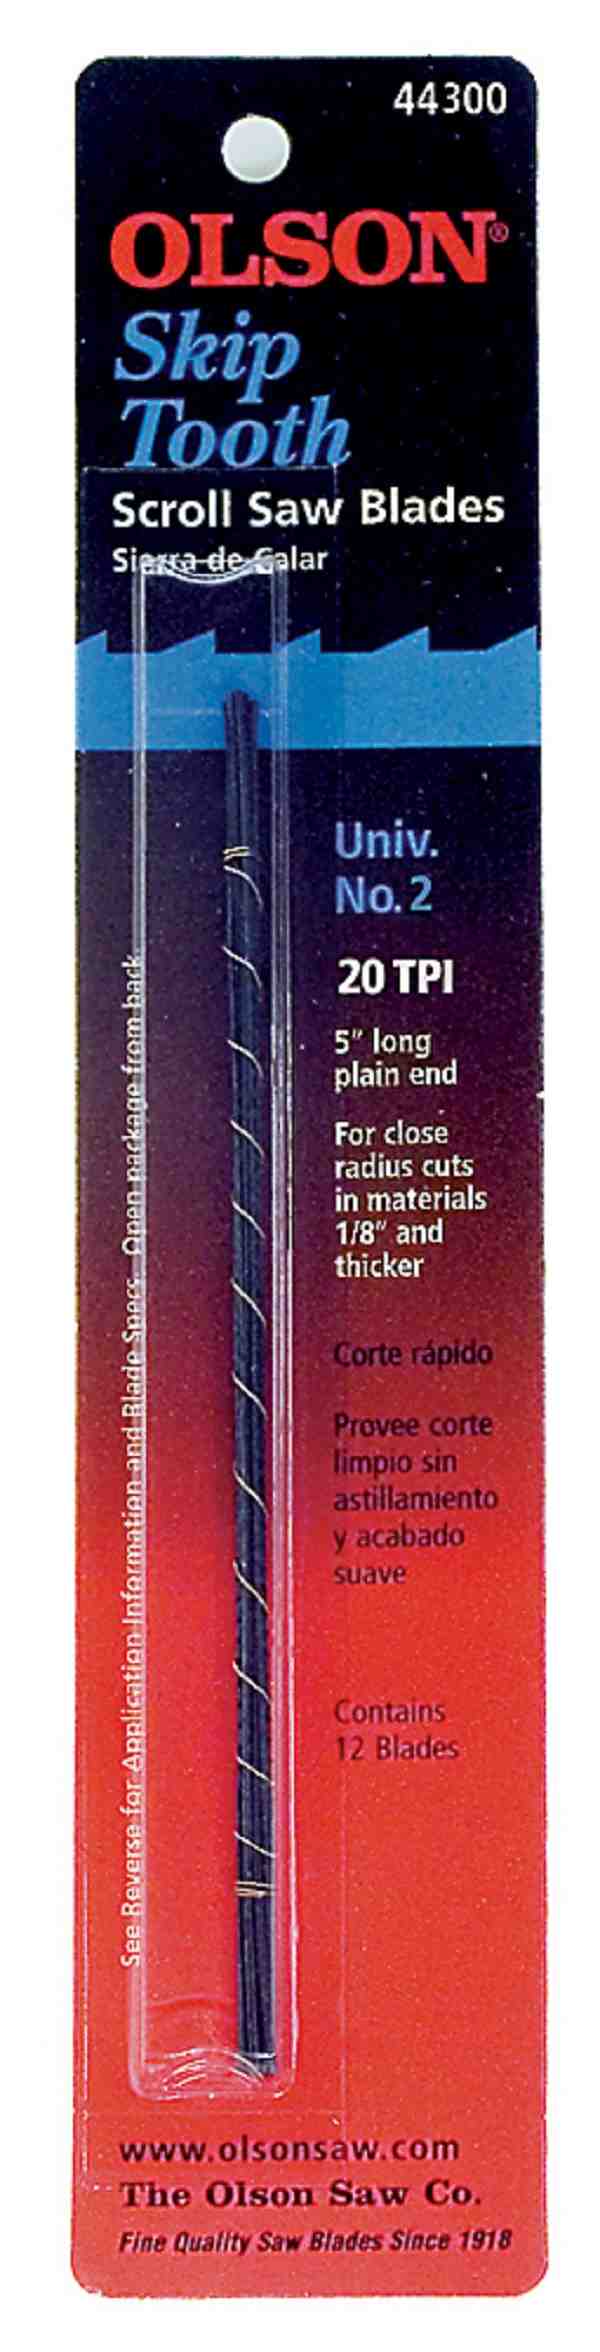 44300
OLSON®
Skip
Tooth
Scroll Saw Blades
Sierra de Calar
Univ.
No.2
20 TPI
5" long
plain end
For close
radius cuts
in materials
1/8" and
thicker
Corte rápido
Provee corte
limpio sin
astillamiento
y acabado
suave
Contains
12 Blades
See Reverse for Application Information and Blade Specs. Open package from back.
www.olsonsaw.com
The Olson Saw Co.
Fine Quality Saw Blades Since 1918